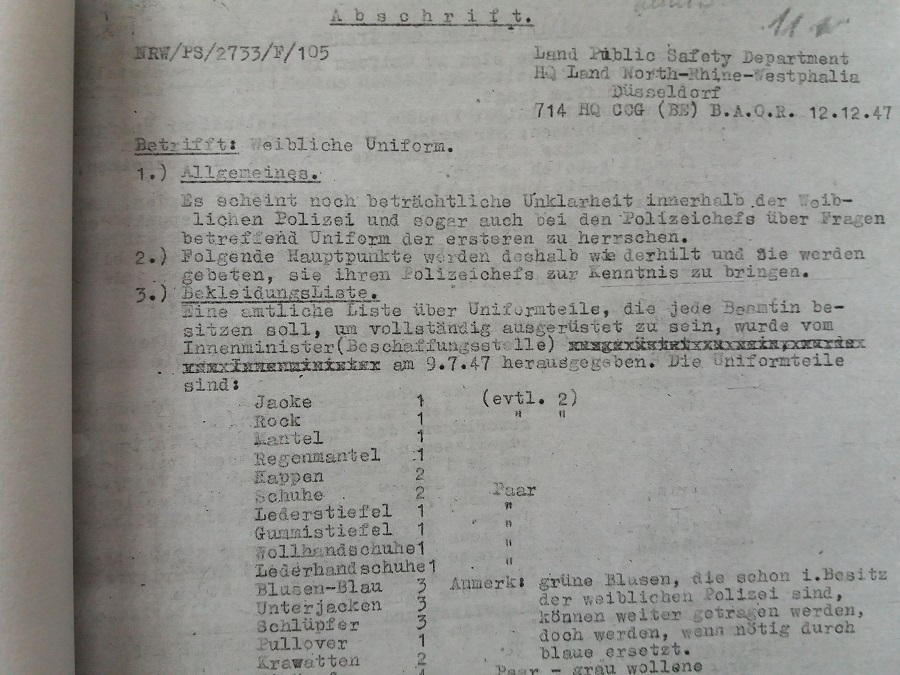 Abschrift.
NRW/PS/2733/F/105
Land Public Safety Department
HQ Land North-Rhine-Westphalia
Düsseldorf
714 HQ CCG (BE) B.A.O.R. 12.12.47
Betrifft: Weibliche Uniform.
1.) Allgemeines.
Es scheint noch beträchtliche Unklarheit innerhalb der Weib-
lichen Polizei und sogar auch bei den Polizeichefs über Fragen
betreffend Uniform der ersteren zu herrschen.
2.) Folgende Hauptpunkte werden deshalb wie derhilt und Sie werden
gebeten, sie ihren Polizeichefs zur Kenntnis zu bringen.
3.) BekleidungsListe.
Eine amtliche Liste über Uniformteile, die jede Beamtin be-
sitzen soll, um vollständig ausgerüstet zu sein, wurde vom
Innenminister(Beschaffungsstelle)
am 9.7.47 herausgegeben. Die Uniformteile
sind:
Jacke 1 (evtl. 2)
Rock 1 " "
Mantel 1
Regenmantel 1
Kappen 2
Schuhe 2 Paar
Lederstiefel 1 "
Gummistiefel 1 "
Wollhandschuhe1 "
Lederhandschuhe1 "
Blusen-Blau 3 Anmerk: grüne Blusen, die schon i.Besitz
Unterjacken 3 der weiblichen Polizei sind,
Schlüpfer 3 können weiter getragen werden,
Pullover 1 doch werden, wenn nötig durch
Krawatten 2 blaue ersetzt.
Paar - grau wollene